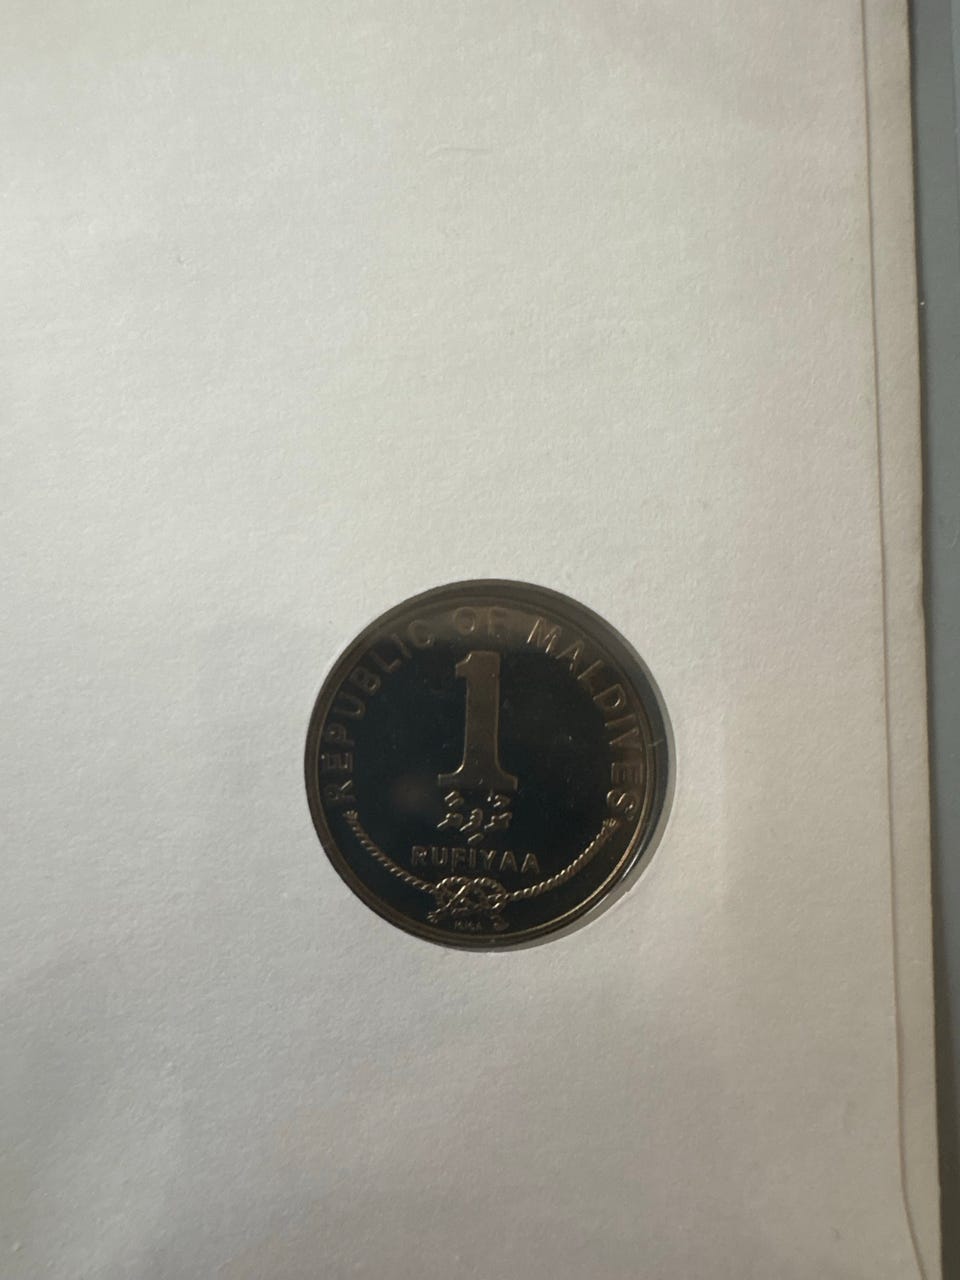 REPUBLIC OF MALDIVES
1
ރުފިޔާ
RUFIYAA